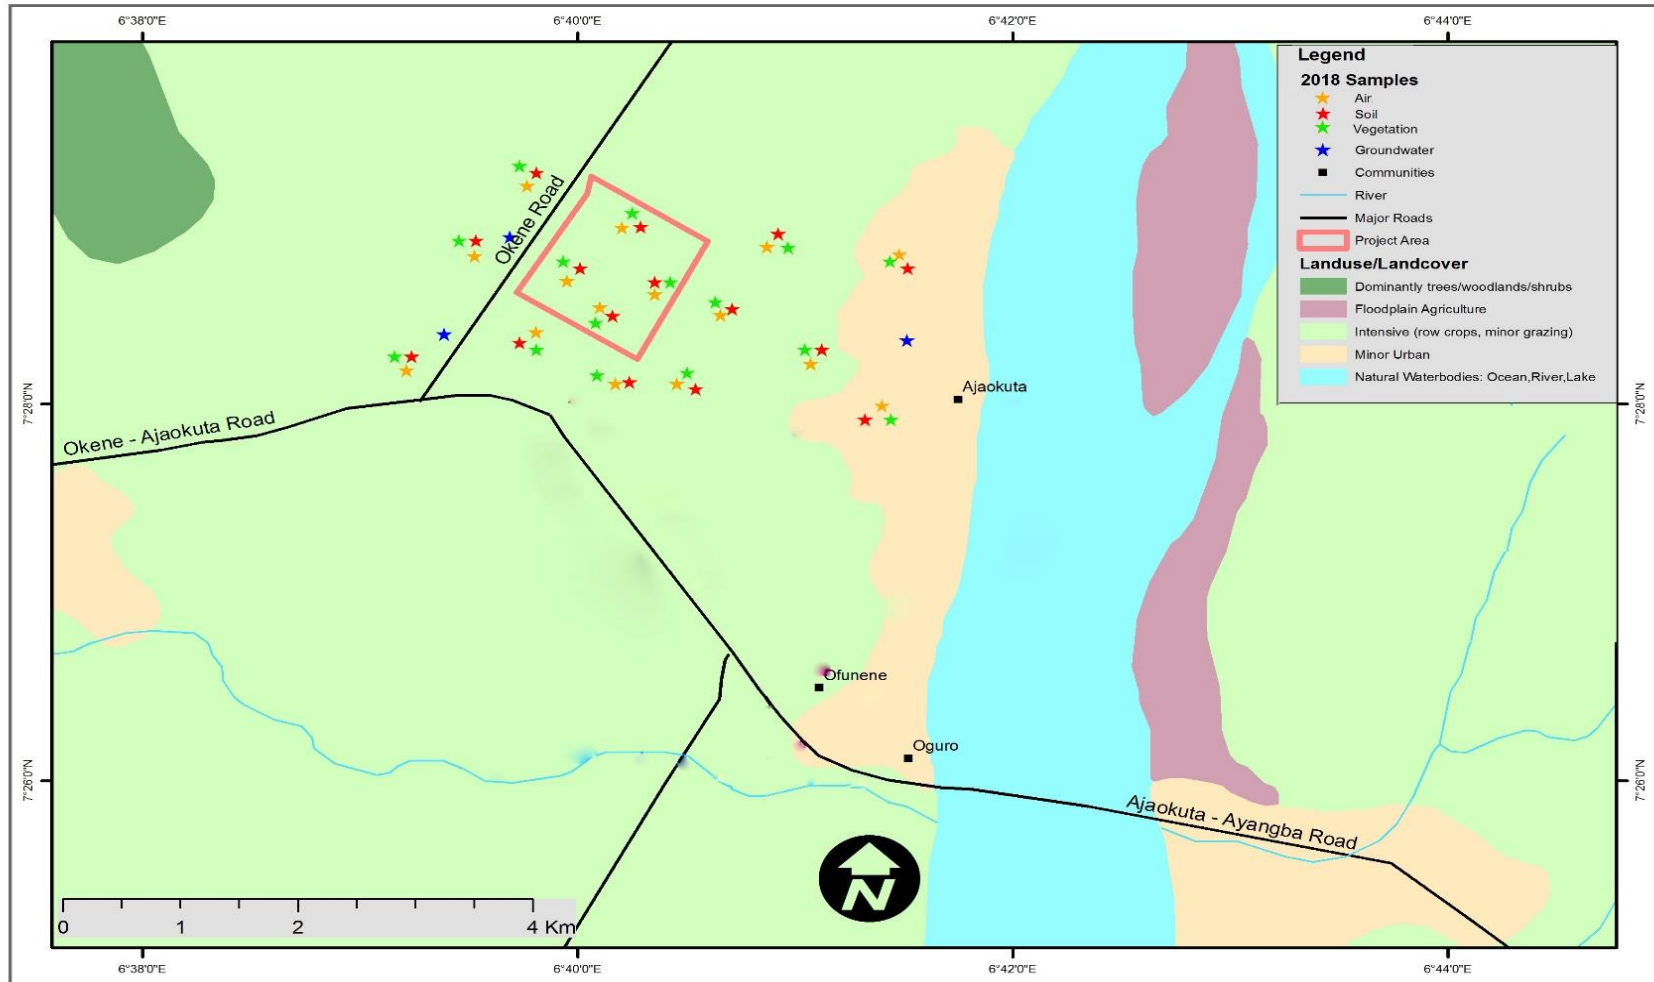 6°38'0"E
6°40'0"E
6°42'0"E
6°44'0"E
Legend
2018 Samples
Air
Soil
Vegetation
Groundwater
Communities
River
Major Roads
Project Area
Landuse/Landcover
Dominantly trees/woodlands/shrubs
Floodplain Agriculture
Intensive (row crops, minor grazing)
Minor Urban
Natural Waterbodies: Ocean,River,Lake
Okene Road
Ajaokuta
7°28'0"N
7°28'0"N
Okene - Ajaokuta Road
Ofunene
Oguro
7°26'0"N
7°26'0"N
Ajaokuta - Ayangba Road
N
0 1 2 4 Km
6°38'0"E
6°40'0"E
6°42'0"E
6°44'0"E